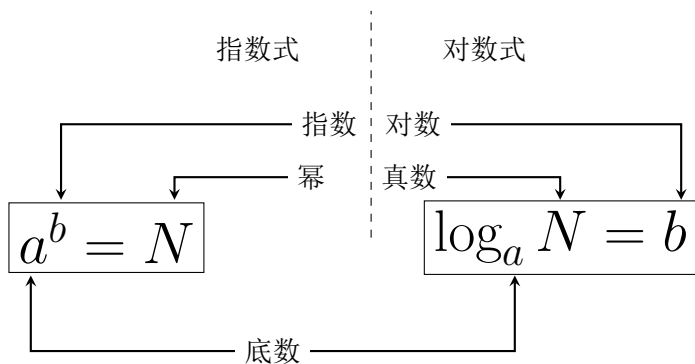 指数式 对数式
指数 对数
幂 真数
a^b = N log_a N = b
底数